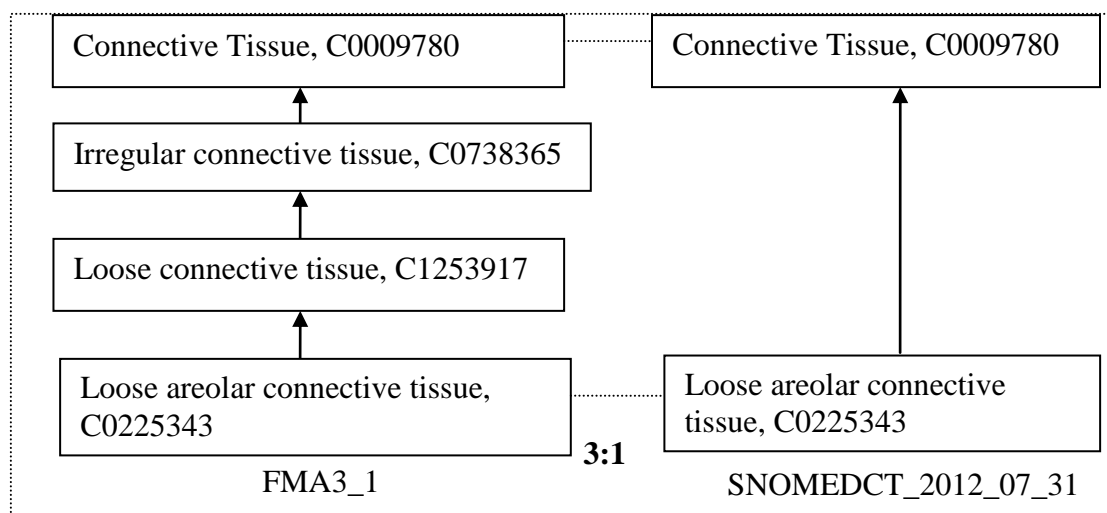 Connective Tissue, C0009780
Connective Tissue, C0009780
Irregular connective tissue, C0738365
Loose connective tissue, C1253917
Loose areolar connective tissue,
C0225343
Loose areolar connective
tissue, C0225343
3:1
FMA3_1
SNOMEDCT_2012_07_31